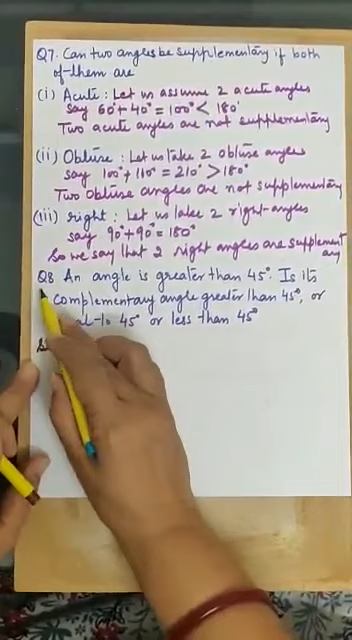 Q7. Can two angles be supplementary if both
of them are
(i) Acute : Let us assume 2 acute angles
say 60° + 40° = 100° < 180°
Two acute angles are not supplementary
(ii) Obtuse : Let us take 2 obtuse angles
say 100° + 110° = 210° > 180°
Two obtuse angles are not supplementary
(iii) right : Let us take 2 right-angles
say 90° + 90° = 180°
So we say that 2 right angles are supplement
ary
Q8 An angle is greater than 45°. Is its
complementary angle greater than 45°, or
to 45° or less than 45°